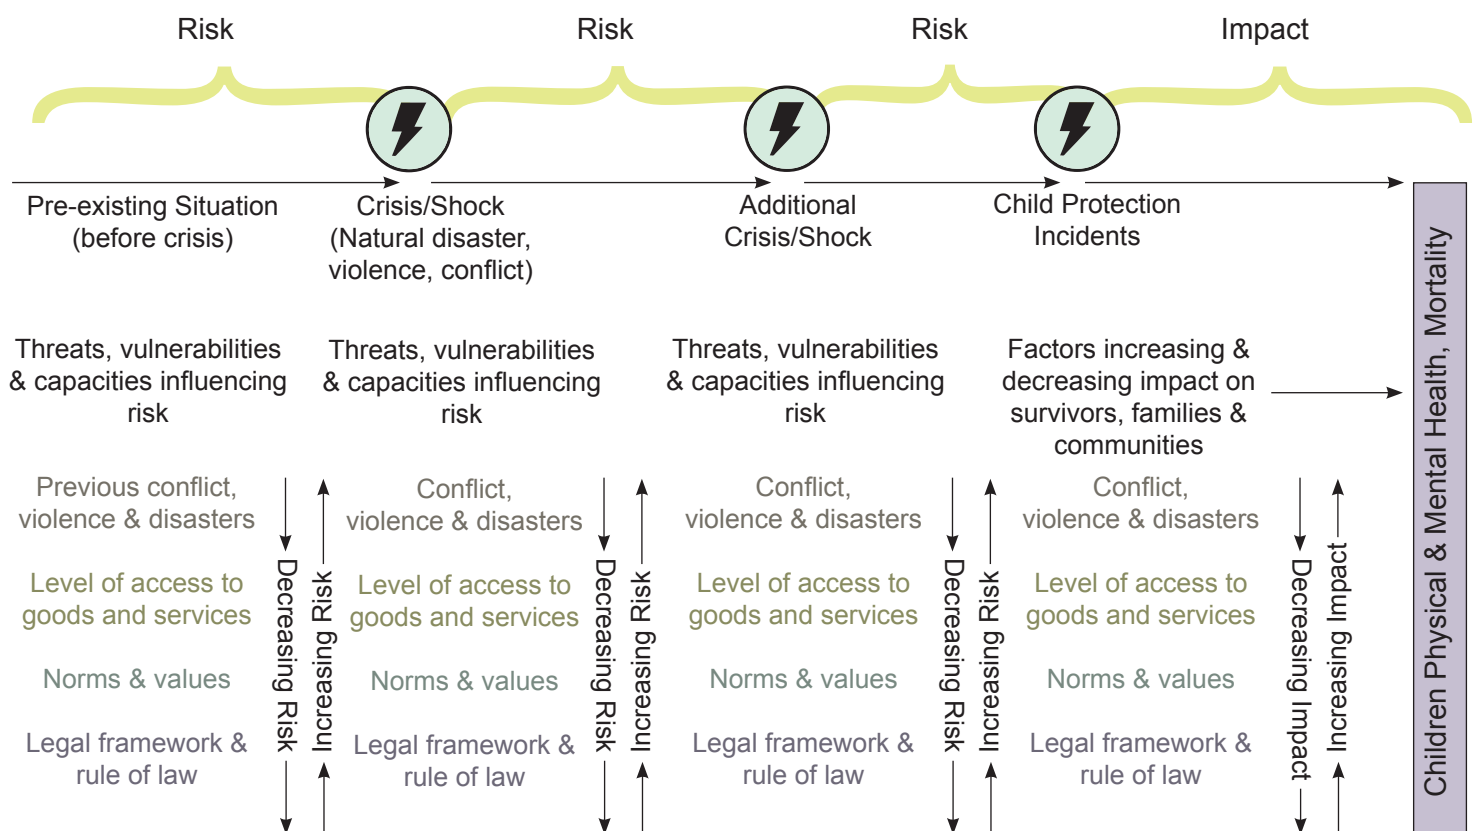 Risk
Risk
Risk
Impact
Pre-existing Situation
(before crisis)
Crisis/Shock
(Natural disaster,
violence, conflict)
Additional
Crisis/Shock
Child Protection
Incidents
Threats, vulnerabilities
& capacities influencing
risk
Threats, vulnerabilities
& capacities influencing
risk
Threats, vulnerabilities
& capacities influencing
risk
Factors increasing &
decreasing impact on
survivors, families &
communities
Previous conflict,
violence & disasters
Level of access to
goods and services
Norms & values
Legal framework &
rule of law
Decreasing Risk
Increasing Risk
Conflict,
violence & disasters
Level of access to
goods and services
Norms & values
Legal framework &
rule of law
Decreasing Risk
Increasing Risk
Conflict,
violence & disasters
Level of access to
goods and services
Norms & values
Legal framework &
rule of law
Decreasing Risk
Increasing Risk
Conflict,
violence & disasters
Level of access to
goods and services
Norms & values
Legal framework &
rule of law
Decreasing Impact
Increasing Impact
Children Physical & Mental Health, Mortality